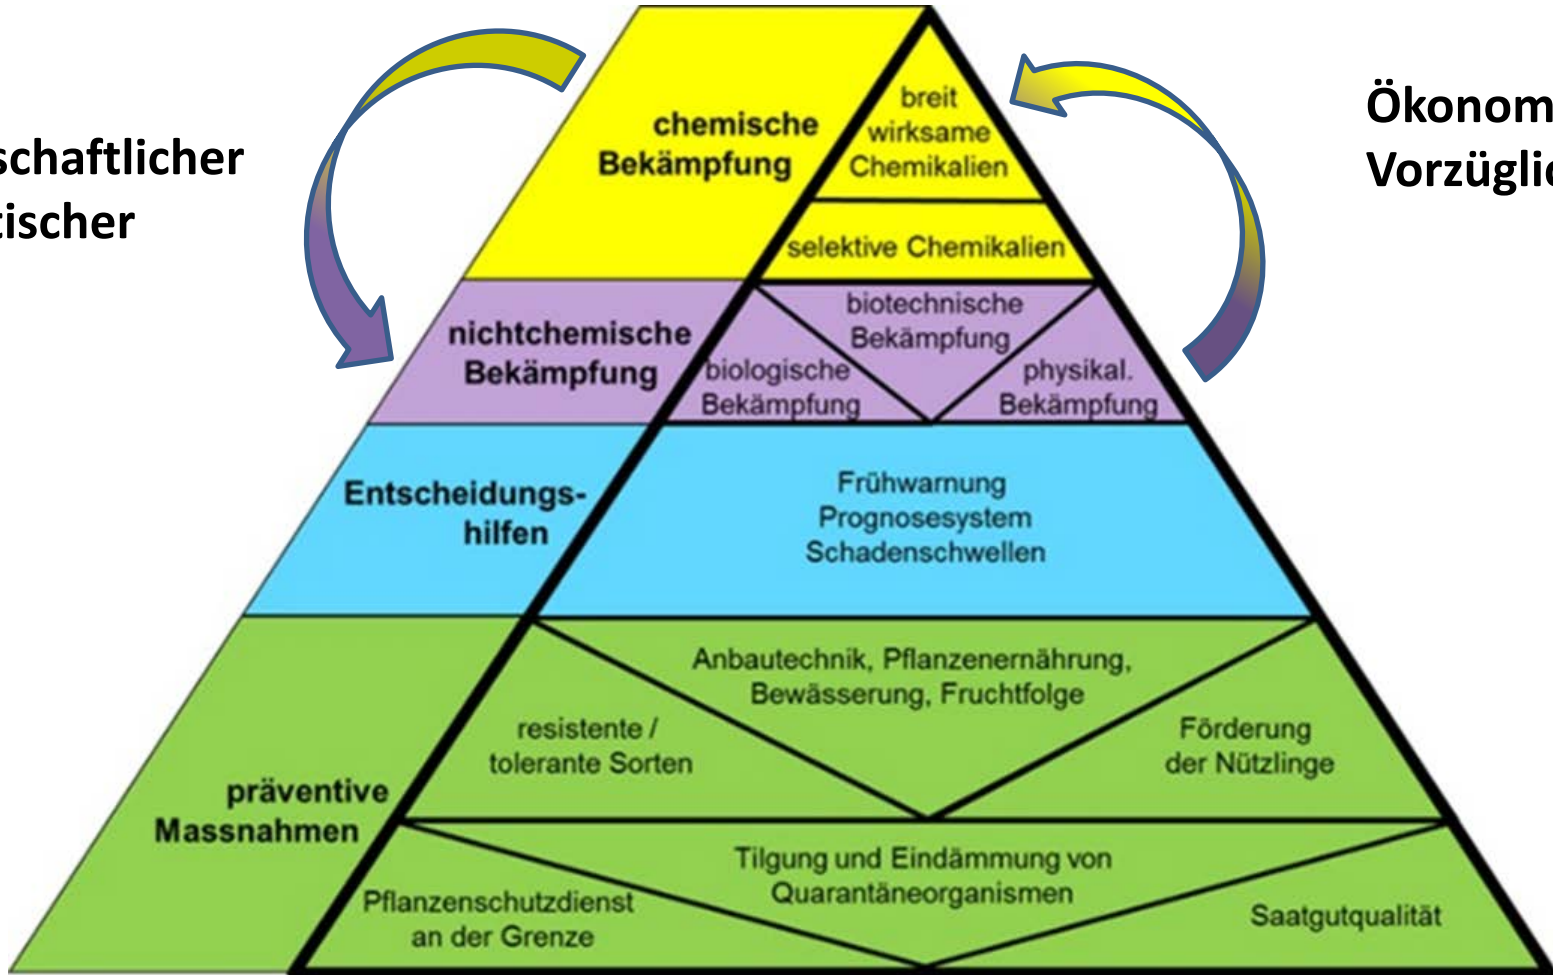 chemische
Bekämpfung
breit
wirksame
Chemikalien
selektive Chemikalien
nichtchemische
Bekämpfung
biotechnische
Bekämpfung
biologische
Bekämpfung
physikal.
Bekämpfung
Entscheidungs-
hilfen
Frühwarnung
Prognosesystem
Schadenschwellen
präventive
Massnahmen
Anbautechnik, Pflanzenernährung,
Bewässerung, Fruchtfolge
resistente /
tolerante Sorten
Förderung
der Nützlinge
Tilgung und Eindämmung von
Quarantäneorganismen
Pflanzenschutzdienst
an der Grenze
Saatgutqualität
schaftlicher
tischer
Ökonom
Vorzüglic